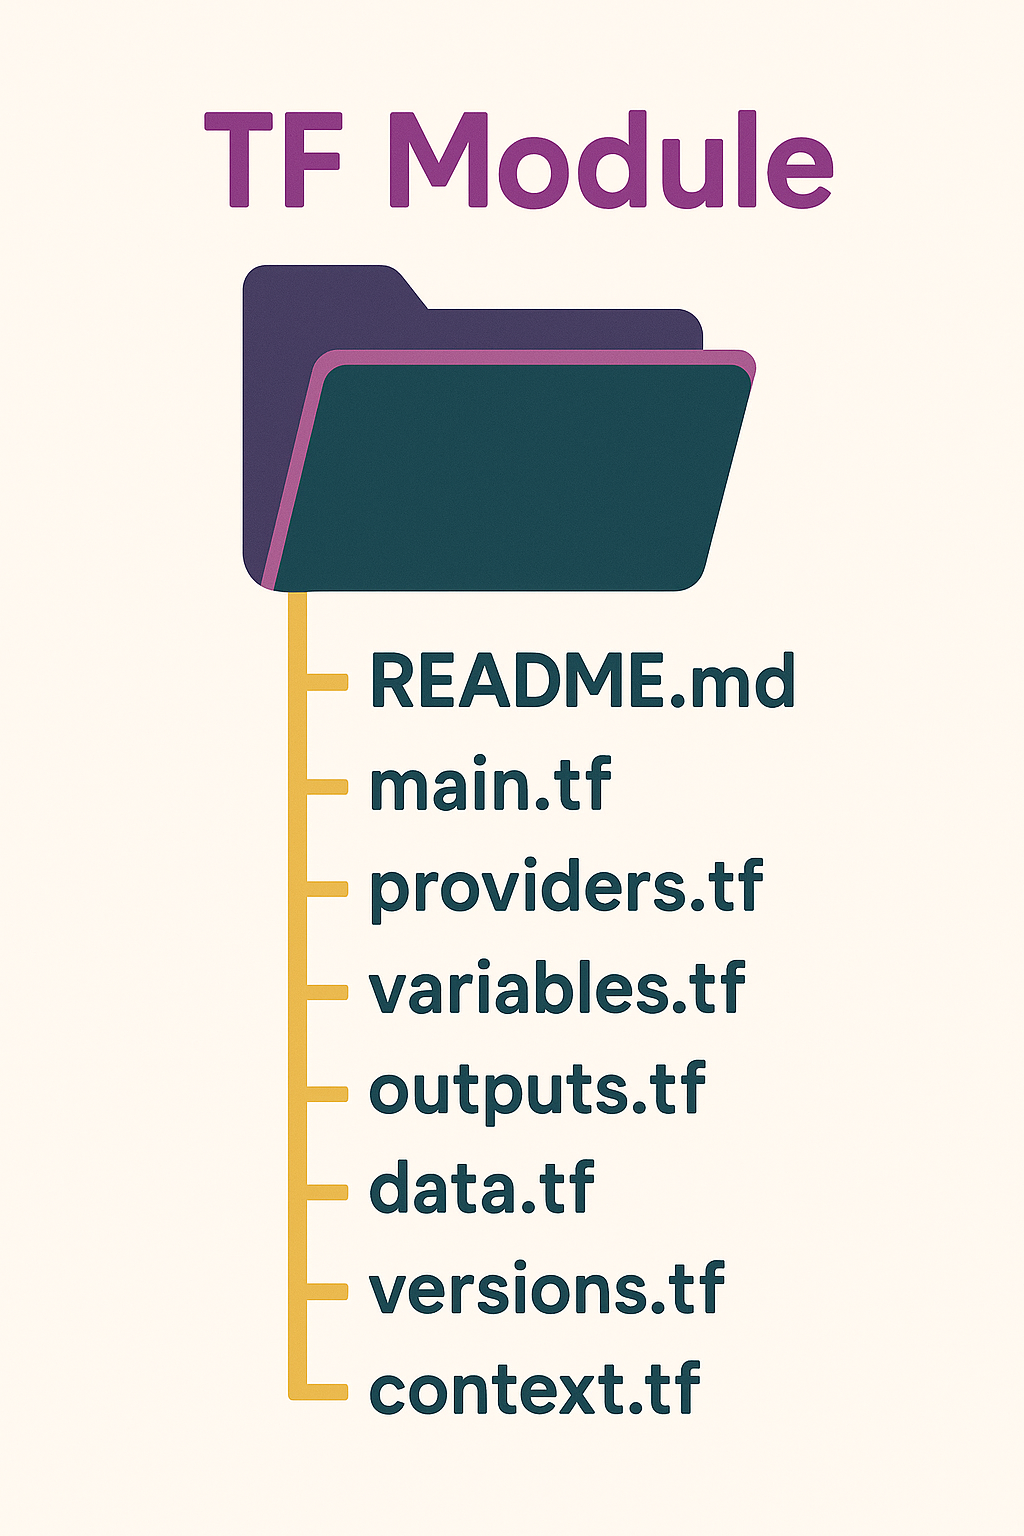 TF Module
README.md
main.tf
providers.tf
variables.tf
outputs.tf
data.tf
versions.tf
context.tf